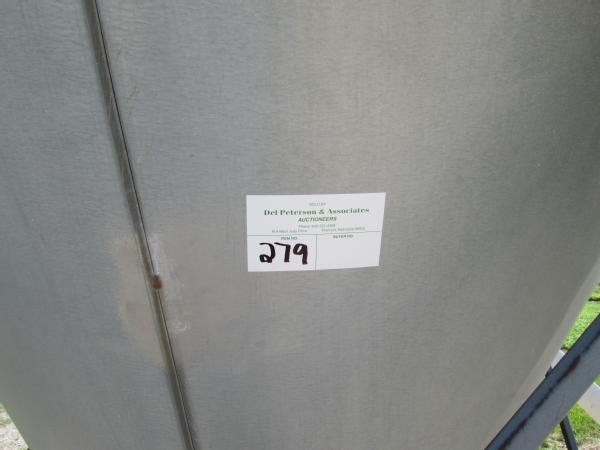 SOLD BY
Del Peterson & Associates
AUCTIONEERS
ITEM NO.
BUYER NO.
279